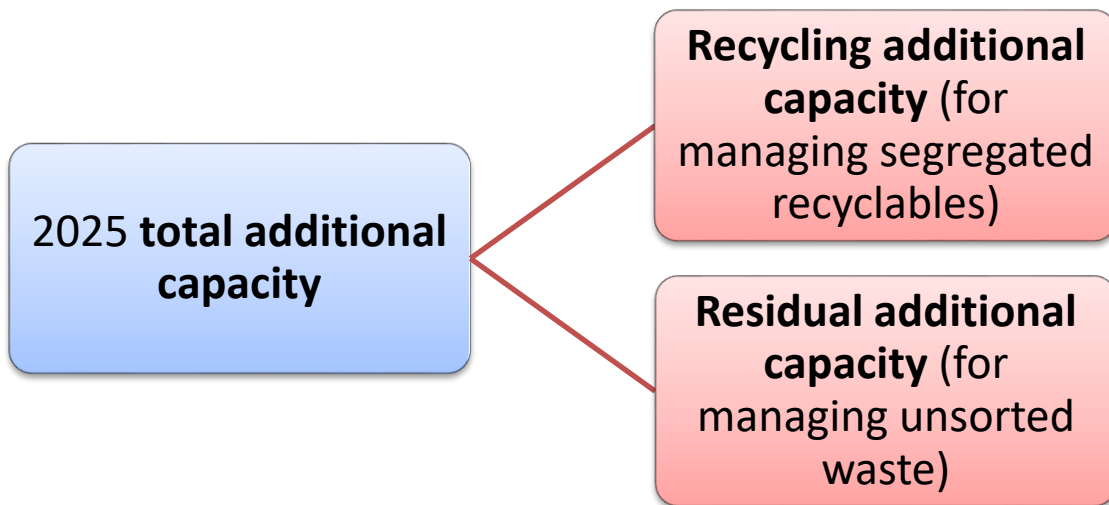 2025 total additional
capacity
Recycling additional
capacity (for
managing segregated
recyclables)
Residual additional
capacity (for
managing unsorted
waste)